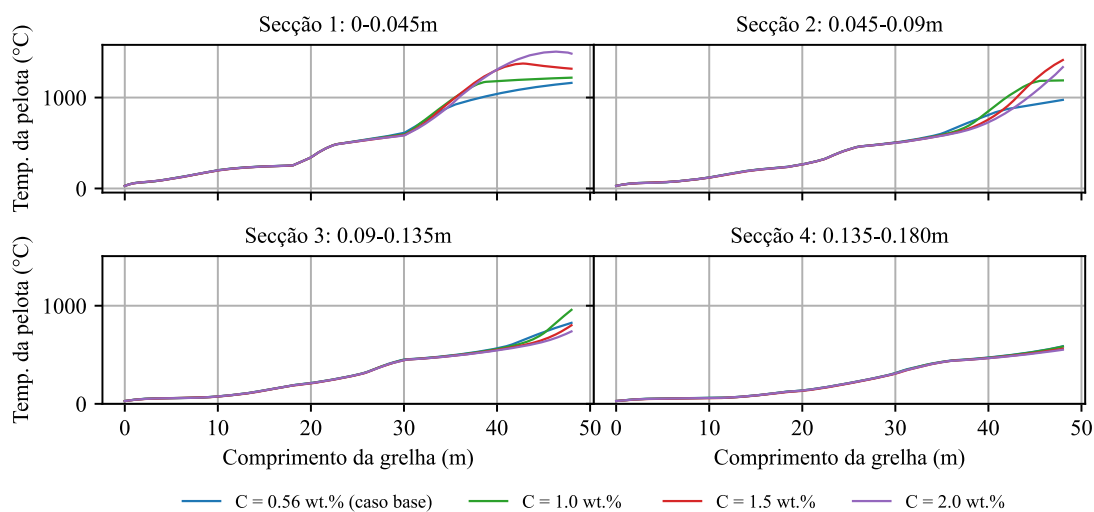 Secção 1: 0-0.045m
Secção 2: 0.045-0.09m
Temp. da pelota (°C)
1000
0
Secção 3: 0.09-0.135m
Secção 4: 0.135-0.180m
Temp. da pelota (°C)
1000
0
0 10 20 30 40 50
0 10 20 30 40 50
Comprimento da grelha (m)
Comprimento da grelha (m)
C = 0.56 wt.% (caso base)
C = 1.0 wt.%
C = 1.5 wt.%
C = 2.0 wt.%